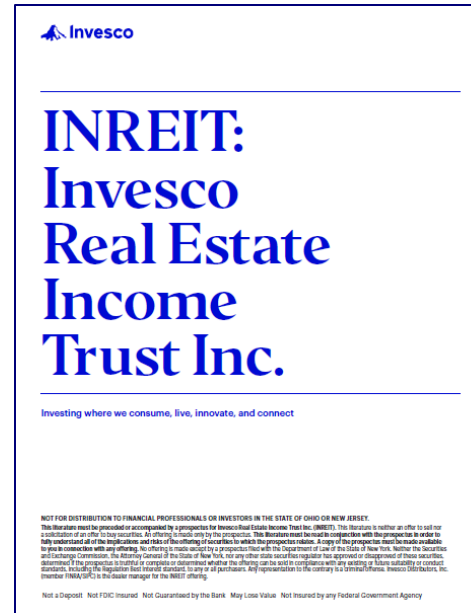 Invesco
INREIT:
Invesco
Real Estate
Income
Trust Inc.
Investing where we consume, live, innovate, and connect
NOT FOR DISTRIBUTION TO FINANCIAL PROFESSIONALS OR INVESTORS IN THE STATE OF OHIO OR NEW JERSEY.
This literature must be preceded or accompanied by a prospectus for Invesco Real Estate Income Trust Inc. (INREIT). This literature is neither an offer to sell nor
a solicitation of an offer to buy securities. An offering is made only by the prospectus. This literature must be read in conjunction with the prospectus in order to
fully understand all of the implications and risks of the offering of securities to which the prospectus relates. A copy of the prospectus must be made available
to you in connection with any offering. No offering is made except by a prospectus filed with the Department of Law of the State of New York. Neither the Securities
and Exchange Commission, the Attorney General of the State of New York, nor any other state securities regulator has approved or disapproved of these securities,
determined if the prospectus is truthful or complete or determined whether the offering can be sold in compliance with any existing or future suitability or conduct
standards, including the Regulation Best Interest standard, to any or all purchasers. Any representation to the contrary is a criminal offense. Invesco Distributors, Inc.
(member FINRA/SIPC) is the dealer manager for the INREIT offering.
Not a Deposit Not FDIC Insured Not Guaranteed by the Bank May Lose Value Not Insured by any Federal Government Agency